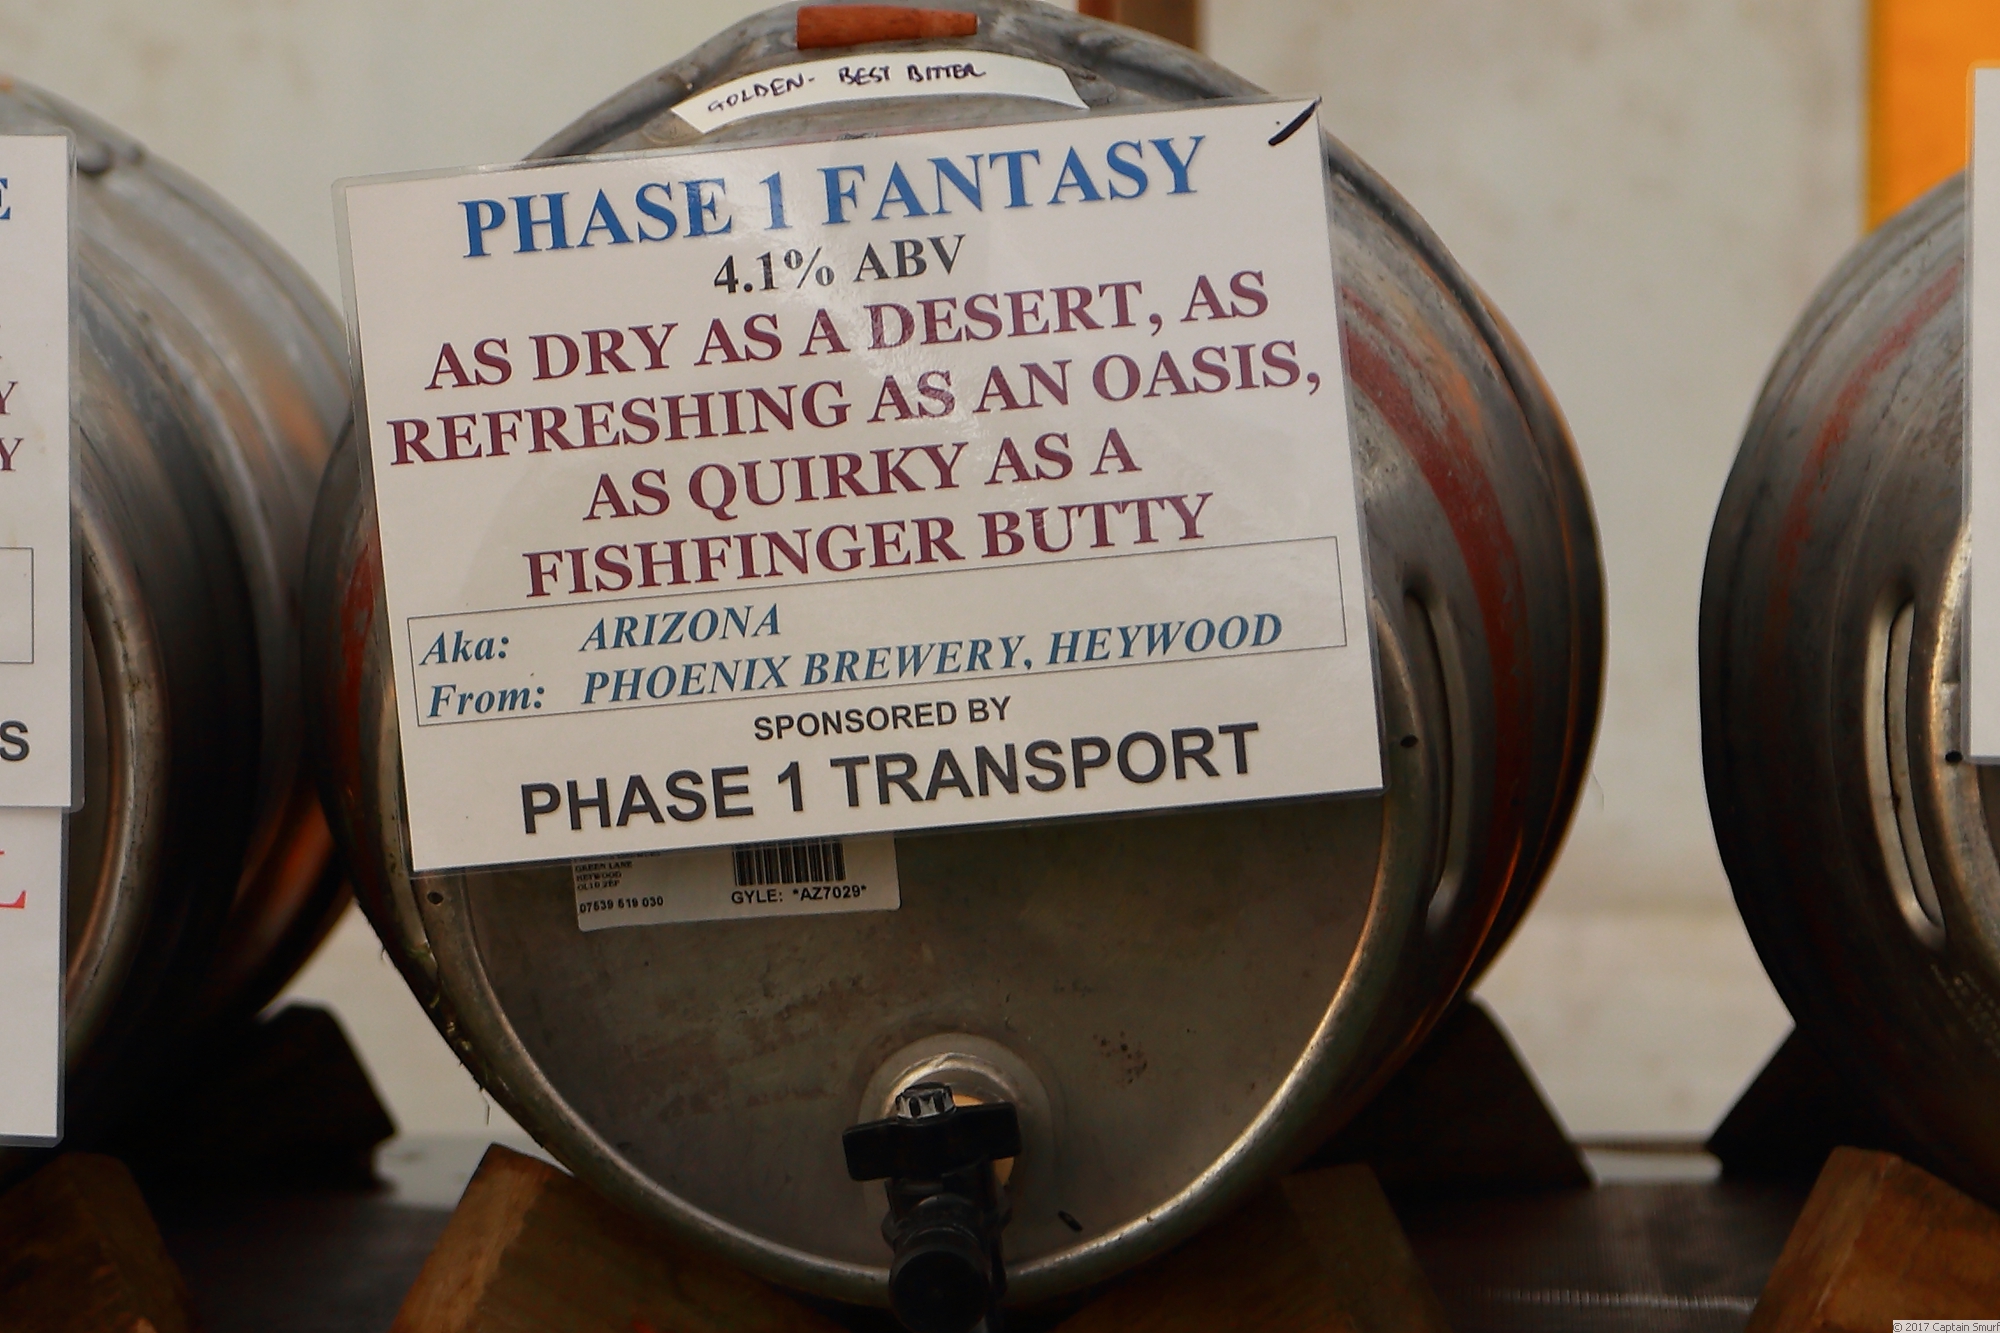 GOLDEN- BEST BITTER
PHASE 1 FANTASY
4.1% ABV
AS DRY AS A DESERT, AS
REFRESHING AS AN OASIS,
AS QUIRKY AS A
FISHFINGER BUTTY
Aka: ARIZONA
From: PHOENIX BREWERY, HEYWOOD
SPONSORED BY
PHASE 1 TRANSPORT
GREEN LANE
HEYWOOD
OL10 2EP
07539 519 030
GYLE: *AZ7029*
E
Y
Y
S
L
© 2017 Captain Smurf